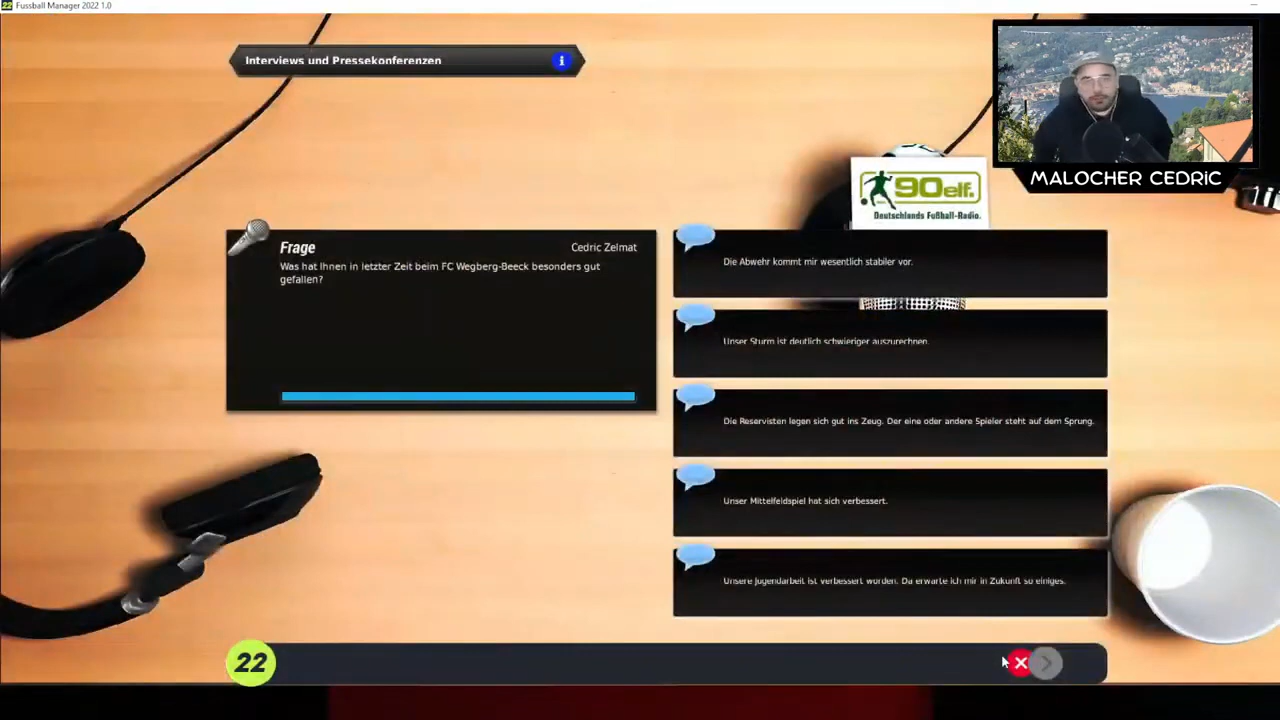 22 Fussball Manager 2022 1.0
Interviews und Pressekonferenzen
i
MALOCHER CEDRiC
90elf.
Deutschlands Fußball-Radio.
Frage
Cedric Zelmat
Was hat Ihnen in letzter Zeit beim FC Wegberg-Beeck besonders gut
gefallen?
Die Abwehr kommt mir wesentlich stabiler vor.
Unser Sturm ist deutlich schwieriger auszurechnen.
Die Reservisten legen sich gut ins Zeug. Der eine oder andere Spieler steht auf dem Sprung.
Unser Mittelfeldspiel hat sich verbessert.
Unsere Jugendarbeit ist verbessert worden. Da erwarte ich mir in Zukunft so einiges.
22